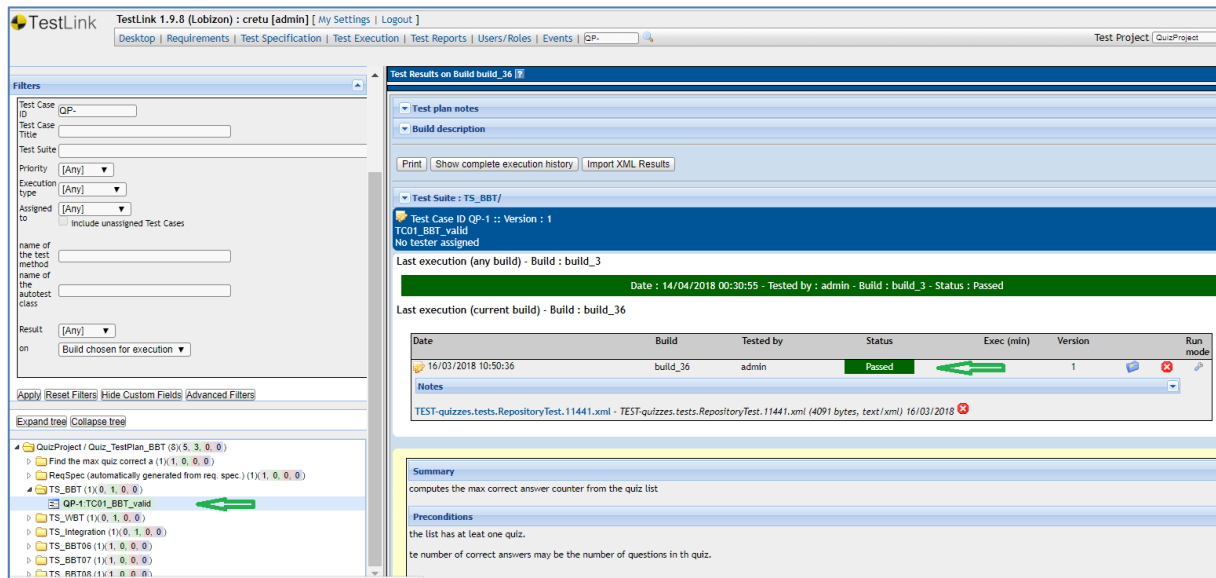 TestLink
TestLink 1.9.8 (Lobizon) : cretu [admin] [ My Settings | Logout ]
Desktop | Requirements | Test Specification | Test Execution | Test Reports | Users/Roles | Events | QP-
Test Project QuizProject
Filters
Test Case ID QP-
Test Case Title
Test Suite
Priority [Any]
Execution type [Any]
Assigned to [Any]
include unassigned Test Cases
name of the test method
name of the autotest class
Result [Any]
on Build chosen for execution
Apply Reset Filters Hide Custom Fields Advanced Filters
Expand tree Collapse tree
QuizProject / Quiz_TestPlan_BBT (8)(5, 3, 0, 0)
Find the max quiz correct a (1)(1, 0, 0, 0)
ReqSpec (automatically generated from req. spec.) (1)(1, 0, 0, 0)
TS_BBT (1)(0, 1, 0, 0)
QP-1:TC01_BBT_valid
TS_WBT (1)(0, 1, 0, 0)
TS_Integration (1)(0, 1, 0, 0)
TS_BBT06 (1)(1, 0, 0, 0)
TS_BBT07 (1)(1, 0, 0, 0)
TS_BBT08 (1)(1, 0, 0, 0)
Test Results on Build build_36 ?
Test plan notes
Build description
Print Show complete execution history Import XML Results
Test Suite : TS_BBT/
Test Case ID QP-1 :: Version : 1
TC01_BBT_valid
No tester assigned
Last execution (any build) - Build : build_3
Date : 14/04/2018 00:30:55 - Tested by : admin - Build : build_3 - Status : Passed
Last execution (current build) - Build : build_36
Date Build Tested by Status Exec (min) Version Run mode
16/03/2018 10:50:36 build_36 admin Passed 1
Notes
TEST-quizzes.tests.RepositoryTest.11441.xml - TEST-quizzes.tests.RepositoryTest.11441.xml (4091 bytes, text/xml) 16/03/2018
Summary
computes the max correct answer counter from the quiz list
Preconditions
the list has at leat one quiz.
te number of correct answers may be the number of questions in th quiz.